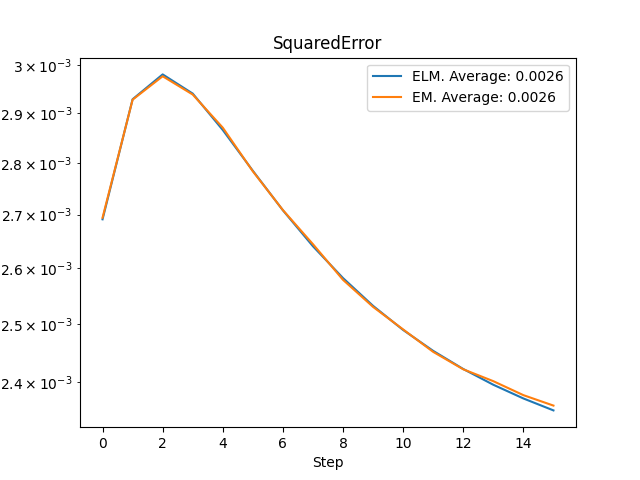 SquaredError
3 × 10⁻³
2.9 × 10⁻³
2.8 × 10⁻³
2.7 × 10⁻³
2.6 × 10⁻³
2.5 × 10⁻³
2.4 × 10⁻³
ELM. Average: 0.0026
EM. Average: 0.0026
0 2 4 6 8 10 12 14
Step